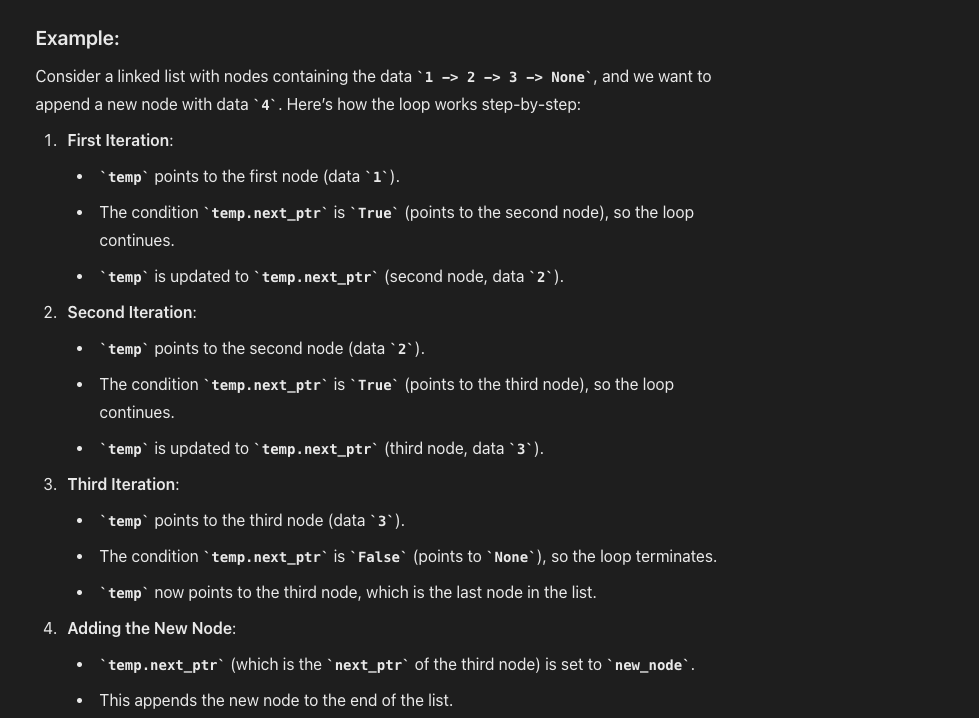 Example:
Consider a linked list with nodes containing the data `1 -> 2 -> 3 -> None`, and we want to
append a new node with data `4`. Here’s how the loop works step-by-step:
1. First Iteration:
• `temp` points to the first node (data `1`).
• The condition `temp.next_ptr` is `True` (points to the second node), so the loop
continues.
• `temp` is updated to `temp.next_ptr` (second node, data `2`).
2. Second Iteration:
• `temp` points to the second node (data `2`).
• The condition `temp.next_ptr` is `True` (points to the third node), so the loop
continues.
• `temp` is updated to `temp.next_ptr` (third node, data `3`).
3. Third Iteration:
• `temp` points to the third node (data `3`).
• The condition `temp.next_ptr` is `False` (points to `None`), so the loop terminates.
• `temp` now points to the third node, which is the last node in the list.
4. Adding the New Node:
• `temp.next_ptr` (which is the `next_ptr` of the third node) is set to `new_node`.
• This appends the new node to the end of the list.